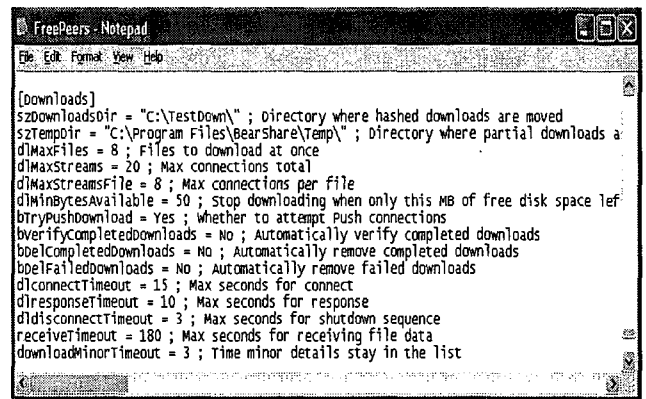 FreePeers - Notepad
File Edit Format View Help
[Downloads]
szDownloadsDir = "C:\TestDown\" ; Directory where hashed downloads are moved
szTempDir = "C:\Program Files\BearShare\Temp\" ; Directory where partial downloads a
dlMaxFiles = 8 ; Files to download at once
dlMaxStreams = 20 ; Max connections total
dlMaxStreamsFile = 8 ; Max connections per file
dlMinBytesAvailable = 50 ; Stop downloading when only this MB of free disk space lef
bTryPushDownload = Yes ; whether to attempt Push connections
bVerifyCompletedDownloads = No ; Automatically verify completed downloads
bDelCompletedDownloads = No ; Automatically remove completed downloads
bDelFailedDownloads = No ; Automatically remove failed downloads
dlconnectTimeout = 15 ; Max seconds for connect
dlresponseTimeout = 10 ; Max seconds for response
dldisconnectTimeout = 3 ; Max seconds for shutdown sequence
receiveTimeout = 180 ; Max seconds for receiving file data
downloadMinorTimeout = 3 ; Time minor details stay in the list